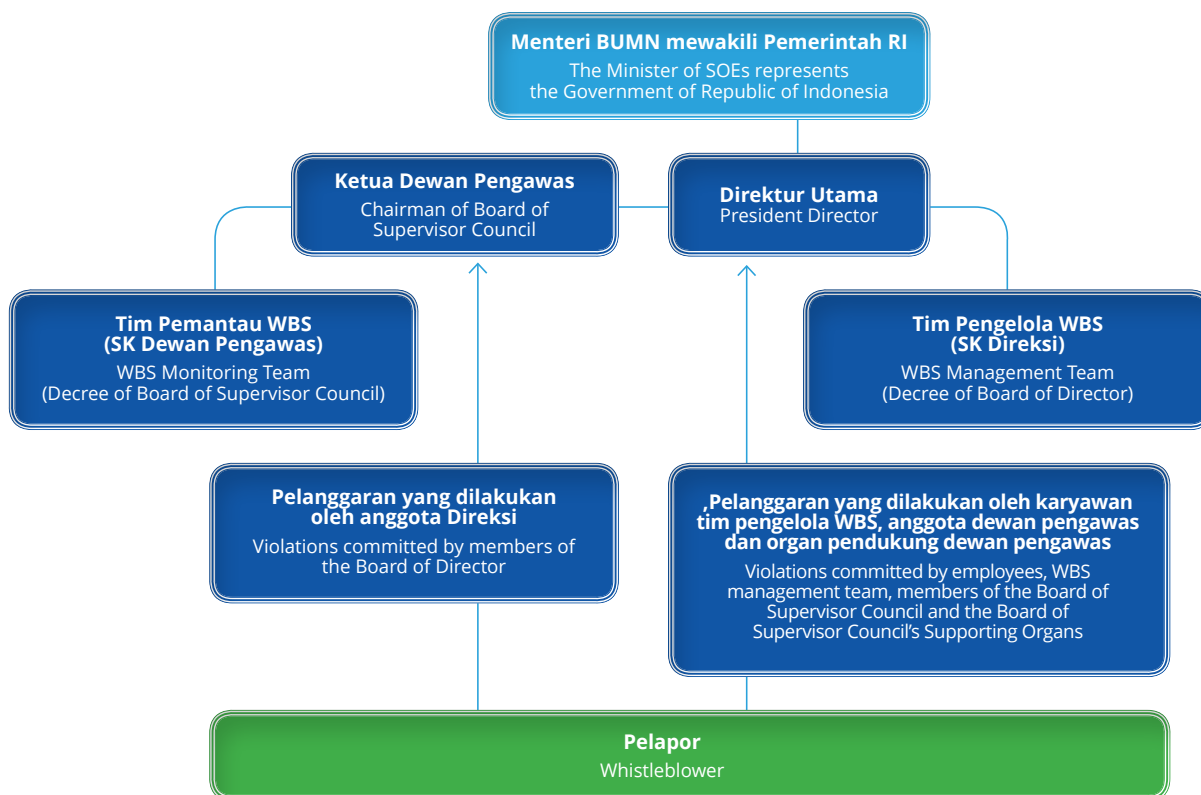 Menteri BUMN mewakili Pemerintah RI
The Minister of SOEs represents
the Government of Republic of Indonesia
Ketua Dewan Pengawas
Chairman of Board of
Supervisor Council
Direktur Utama
President Director
Tim Pemantau WBS
(SK Dewan Pengawas)
WBS Monitoring Team
(Decree of Board of Supervisor Council)
Tim Pengelola WBS
(SK Direksi)
WBS Management Team
(Decree of Board of Director)
Pelanggaran yang dilakukan
oleh anggota Direksi
Violations committed by members of
the Board of Director
,Pelanggaran yang dilakukan oleh karyawan
tim pengelola WBS, anggota dewan pengawas
dan organ pendukung dewan pengawas
Violations committed by employees, WBS
management team, members of the Board of
Supervisor Council and the Board of
Supervisor Council’s Supporting Organs
Pelapor
Whistleblower